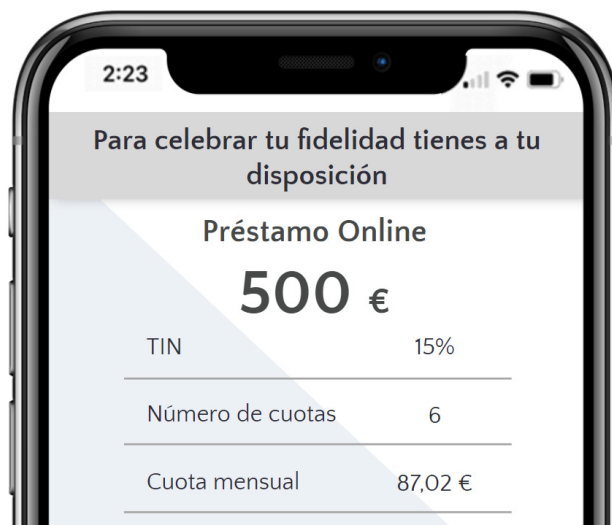 2:23
Para celebrar tu fidelidad tienes a tu
disposición
Préstamo Online
500 €
TIN 15%
Número de cuotas 6
Cuota mensual 87,02 €